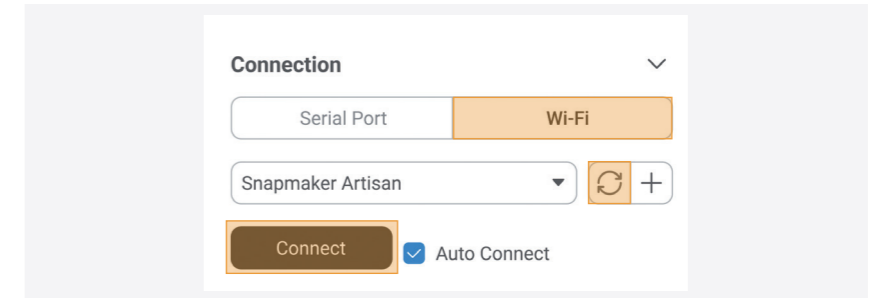 Connection
Serial Port Wi-Fi
Snapmaker Artisan
Connect Auto Connect